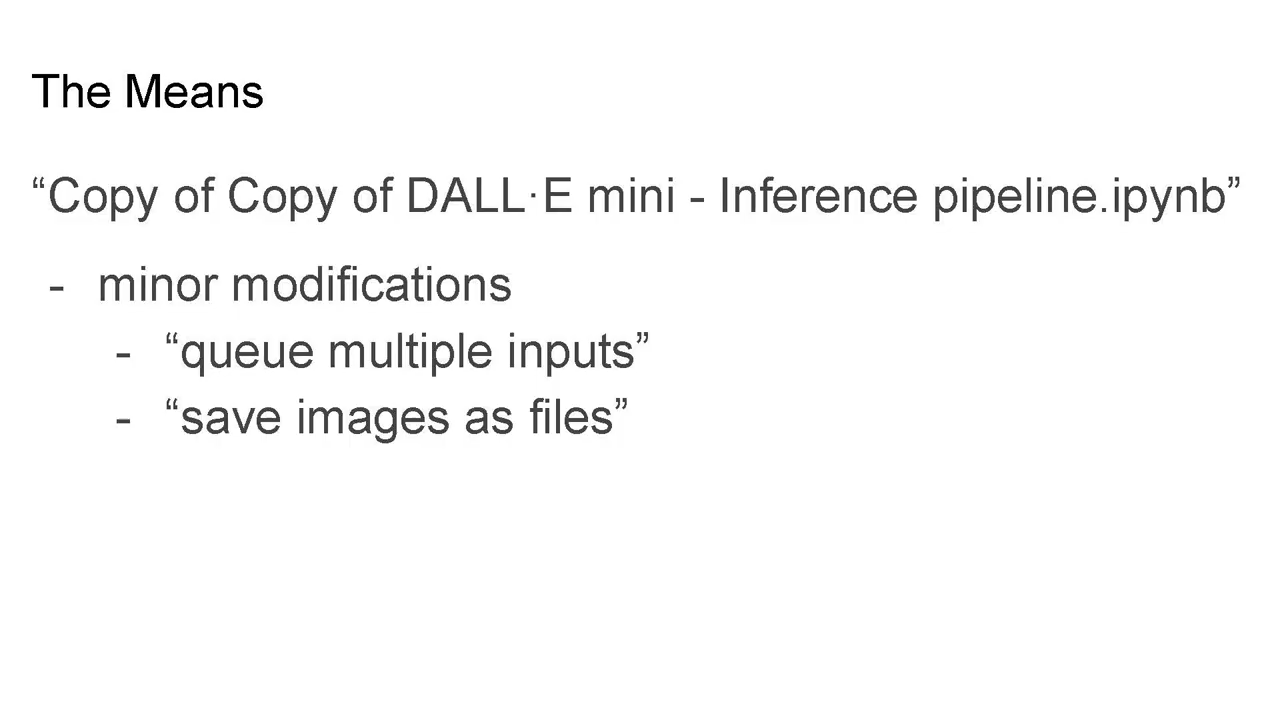 The Means
“Copy of Copy of DALL·E mini - Inference pipeline.ipynb”
- minor modifications
- “queue multiple inputs”
- “save images as files”